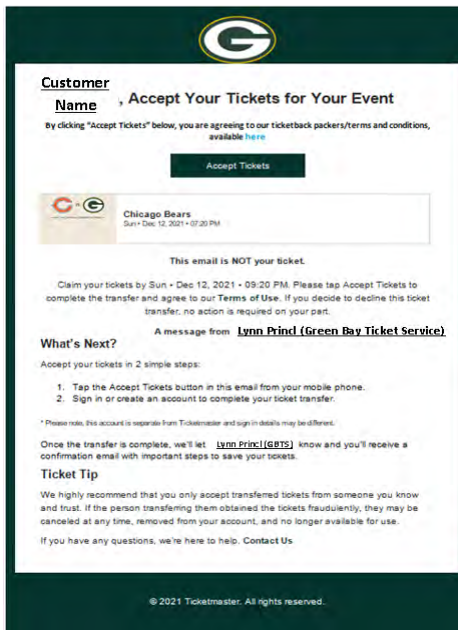 G
Customer
Name , Accept Your Tickets for Your Event
By clicking "Accept Tickets" below, you are agreeing to our ticketback packers/terms and conditions,
available here
Accept Tickets
C G
Chicago Bears
Sun • Dec 12, 2021 • 07:20 PM
This email is NOT your ticket.
Claim your tickets by Sun • Dec 12, 2021 • 09:20 PM. Please tap Accept Tickets to
complete the transfer and agree to our Terms of Use. If you decide to decline this ticket
transfer, no action is required on your part.
A message from Lynn Princl (Green Bay Ticket Service)
What's Next?
Accept your tickets in 2 simple steps:
1. Tap the Accept Tickets button in this email from your mobile phone.
2. Sign in or create an account to complete your ticket transfer.
* Please note, this account is separate from Ticketmaster and sign in details may be different.
Once the transfer is complete, we'll let Lynn Princl (GBTS) know and you'll receive a
confirmation email with important steps to save your tickets.
Ticket Tip
We highly recommend that you only accept transferred tickets from someone you know
and trust. If the person transferring them obtained the tickets fraudulently, they may be
canceled at any time, removed from your account, and no longer available for use.
If you have any questions, we're here to help. Contact Us
© 2021 Ticketmaster. All rights reserved.